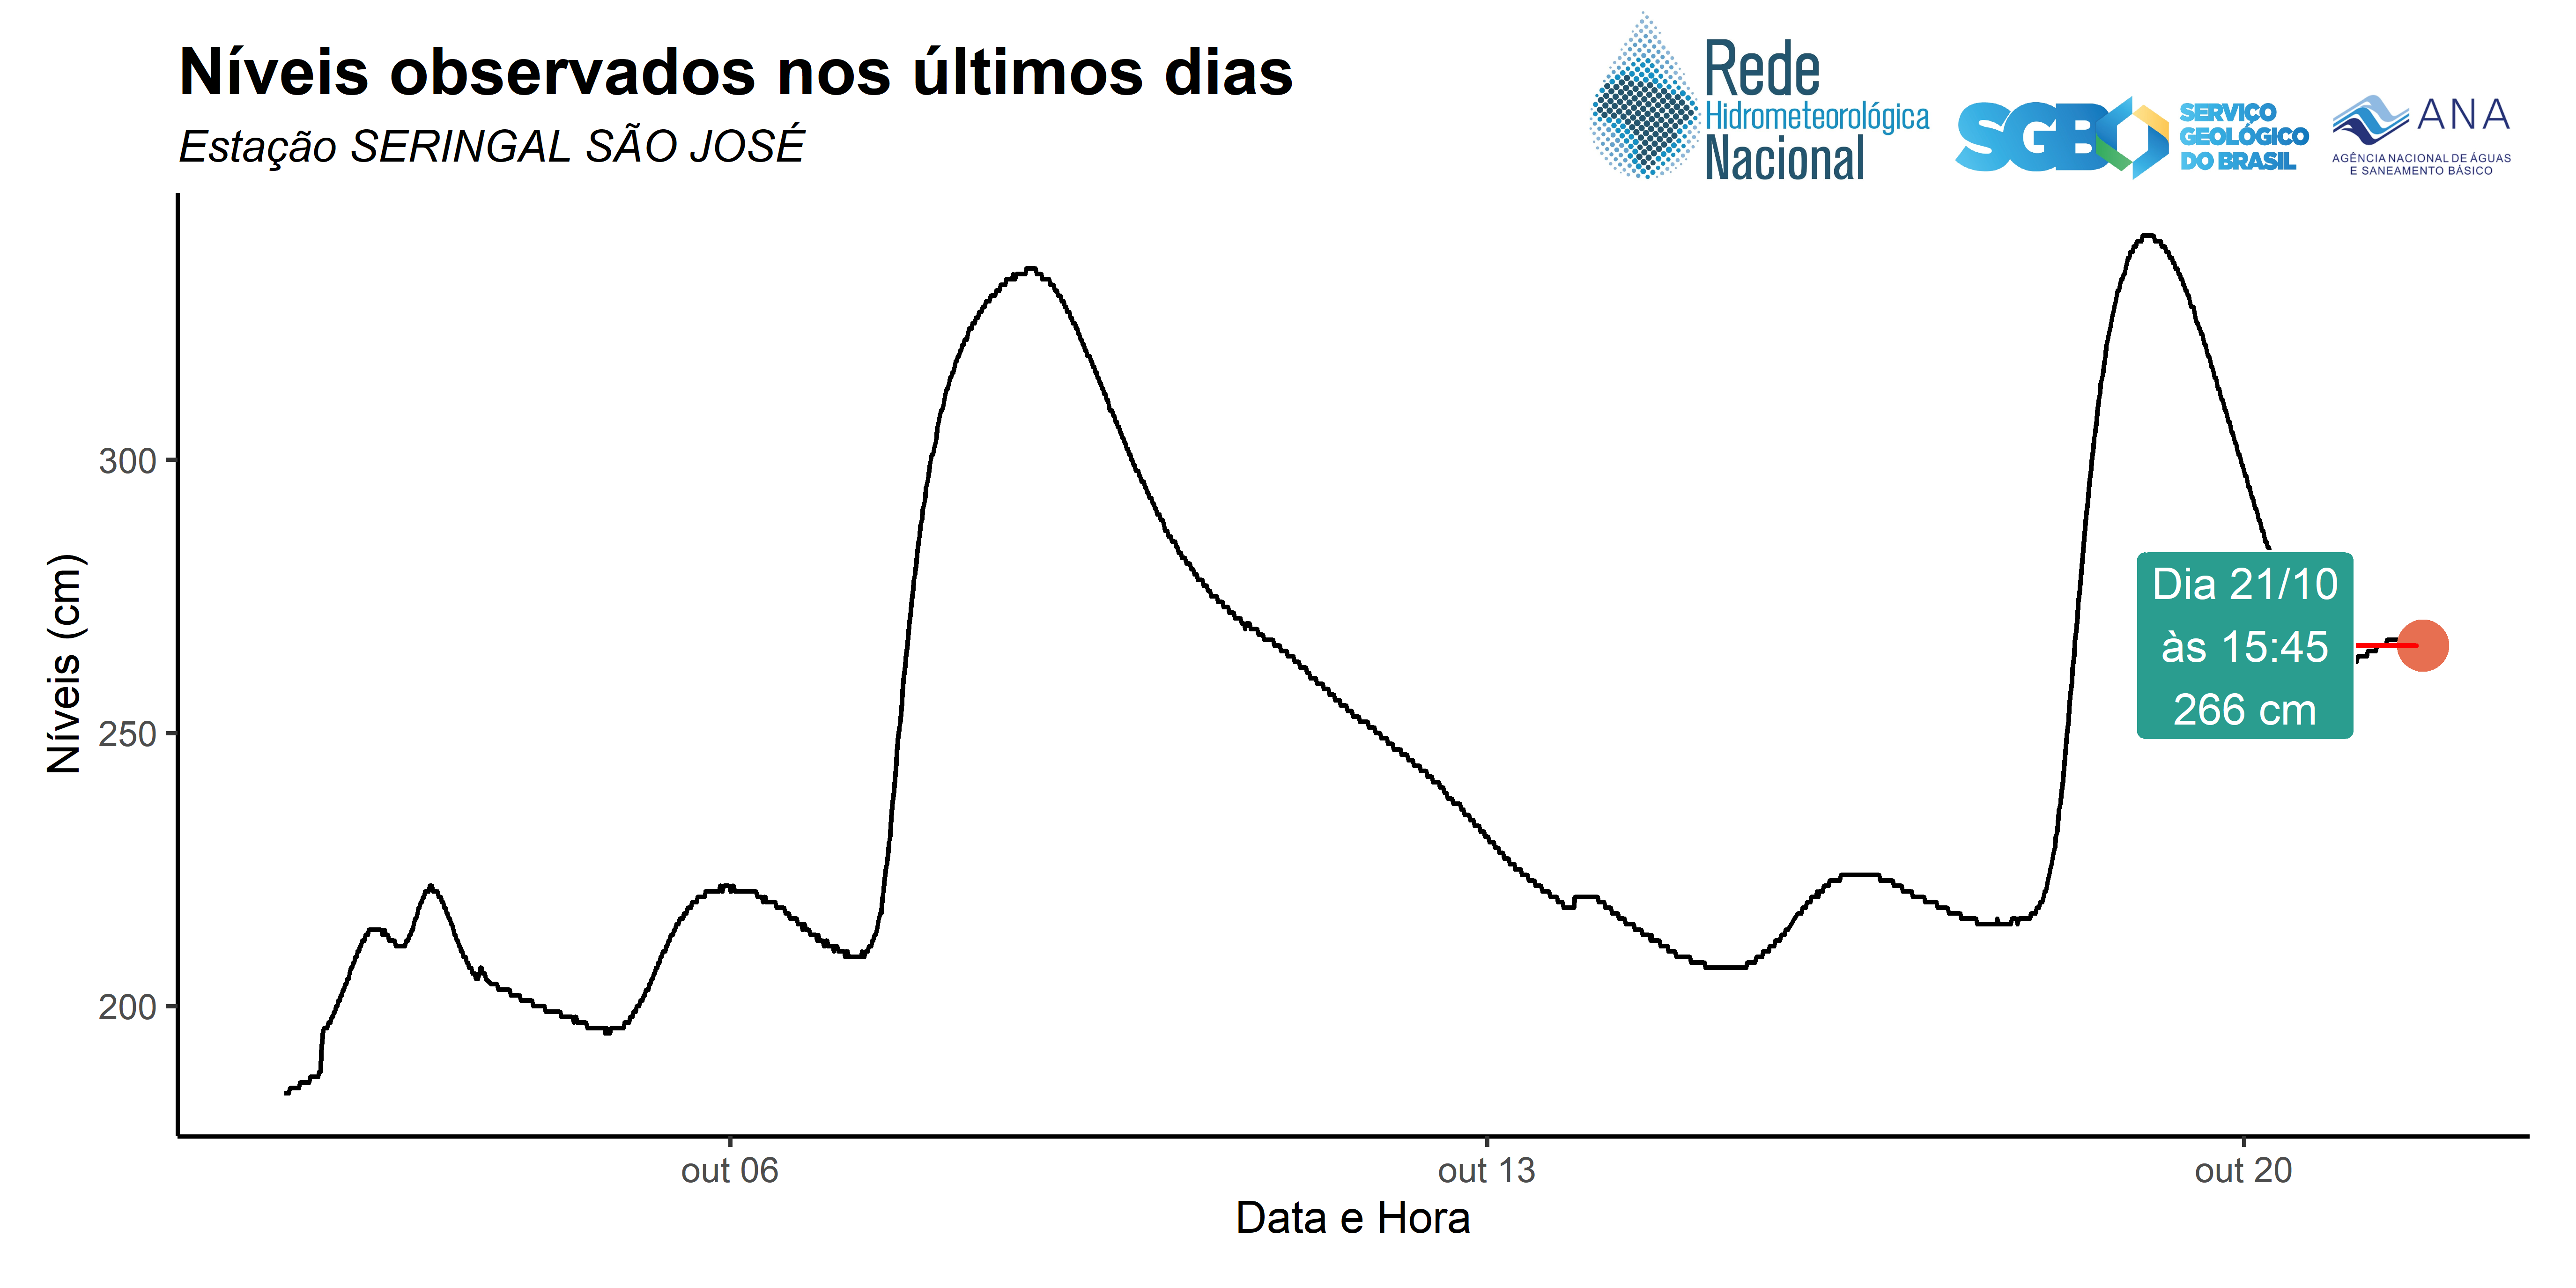 Níveis observados nos últimos dias
Estação SERINGAL SÃO JOSÉ
Rede
Hidrometeorológica
Nacional
SGB
SERVIÇO
GEOLÓGICO
DO BRASIL
ANA
AGÊNCIA NACIONAL DE ÁGUAS
E SANEAMENTO BÁSICO
Níveis (cm)
300
250
200
Dia 21/10
às 15:45
266 cm
out 06
out 13
out 20
Data e Hora